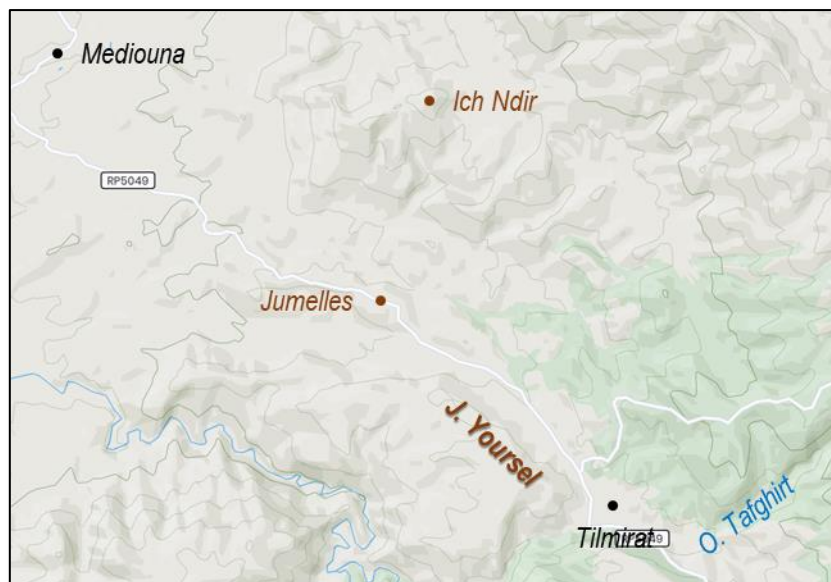 Mediouna
Ich Ndir
RP5049
Jumelles
J. Yoursel
O. Tafghirt
Tilmirat